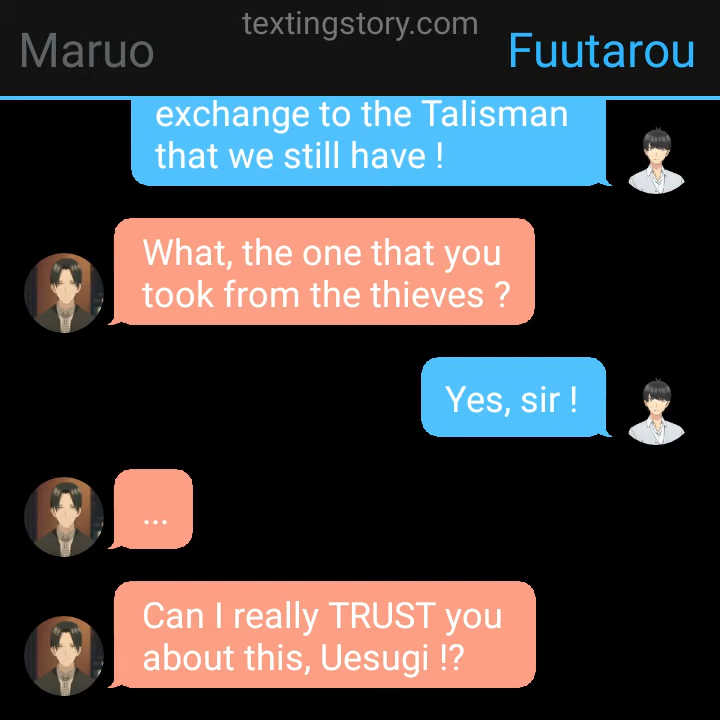 textingstory.com
Maruo
Fuutarou
exchange to the Talisman
that we still have !
What, the one that you
took from the thieves ?
Yes, sir !
...
Can I really TRUST you
about this, Uesugi !?